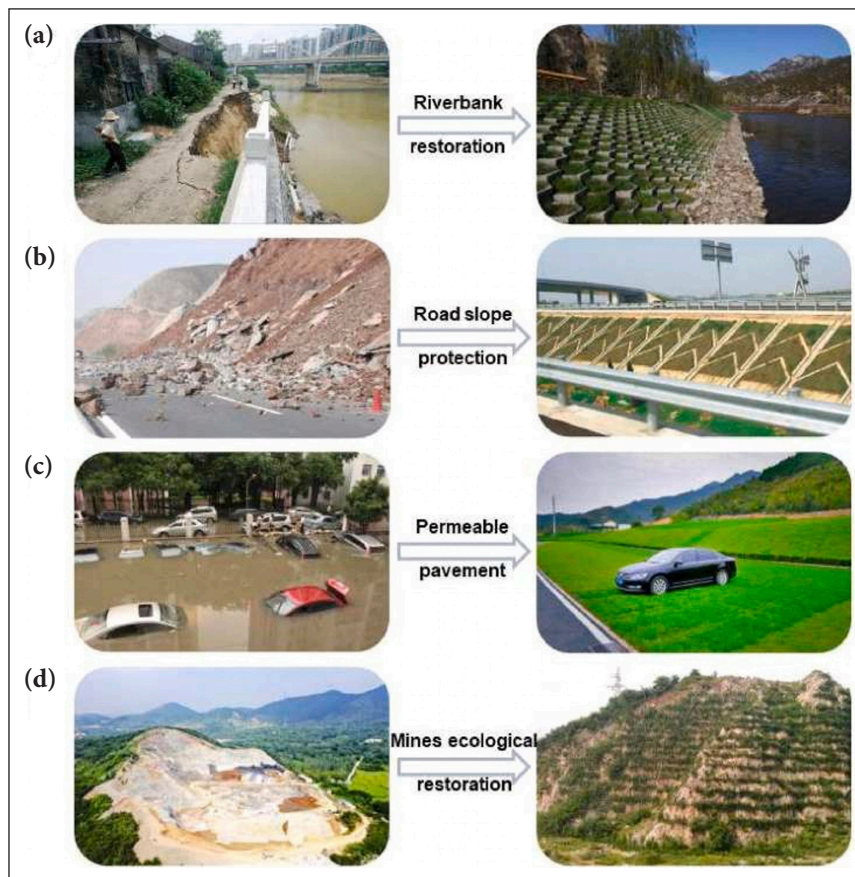 (a)
Riverbank
restoration
(b)
Road slope
protection
(c)
Permeable
pavement
(d)
Mines ecological
restoration